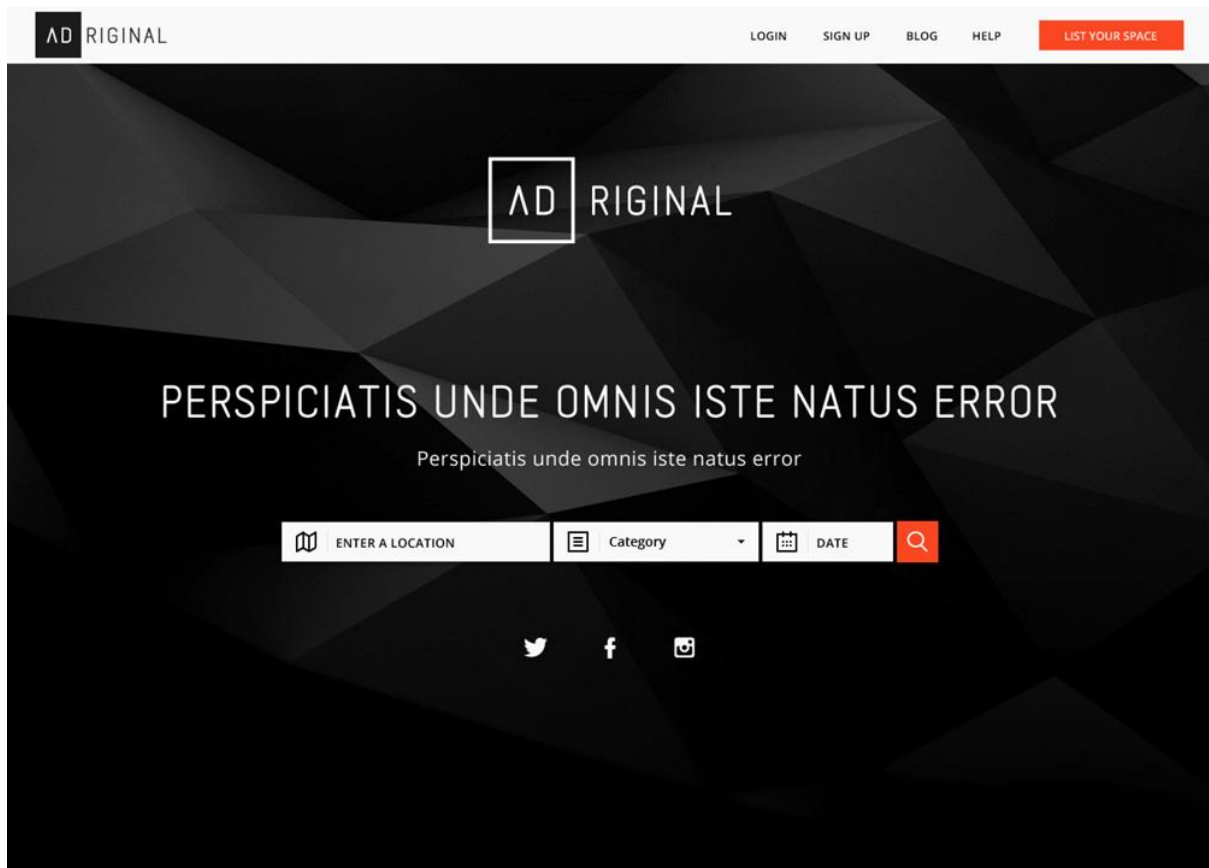 AD RIGINAL
LOGIN SIGN UP BLOG HELP LIST YOUR SPACE
AD RIGINAL
PERSPICIATIS UNDE OMNIS ISTE NATUS ERROR
Perspiciatis unde omnis iste natus error
ENTER A LOCATION Category DATE